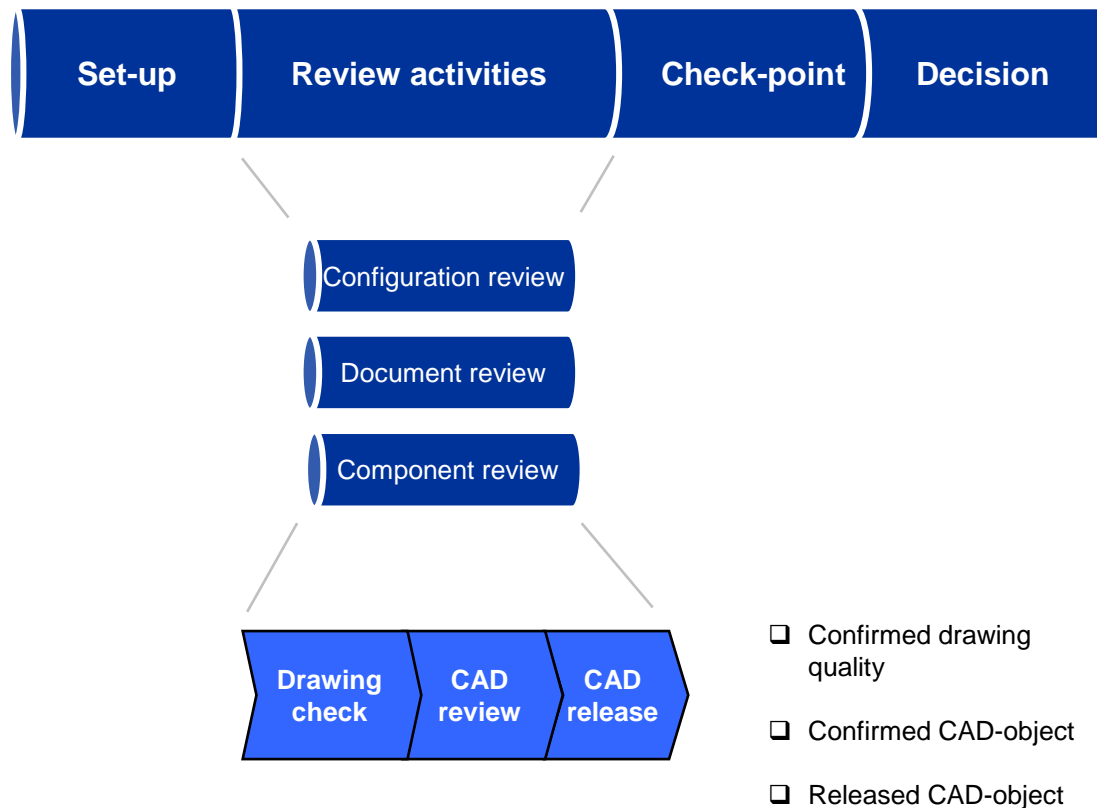 Set-up
Review activities
Check-point
Decision
Configuration review
Document review
Component review
Drawing
check
CAD
review
CAD
release
❑ Confirmed drawing
quality
❑ Confirmed CAD-object
❑ Released CAD-object